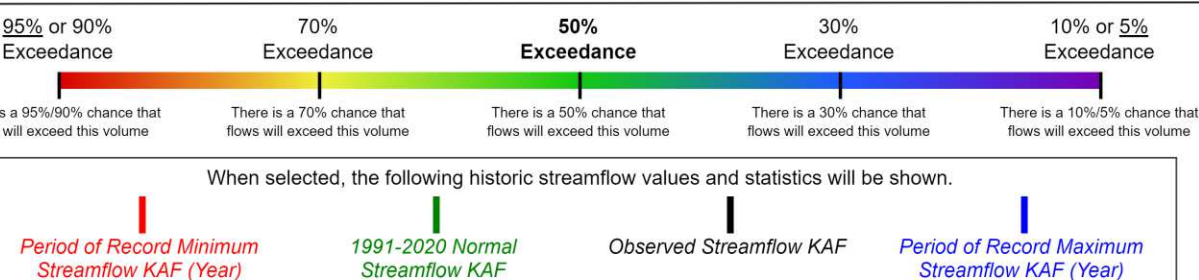 95% or 90%
Exceedance
70%
Exceedance
50%
Exceedance
30%
Exceedance
10% or 5%
Exceedance
s a 95%/90% chance that
will exceed this volume
There is a 70% chance that
flows will exceed this volume
There is a 50% chance that
flows will exceed this volume
There is a 30% chance that
flows will exceed this volume
There is a 10%/5% chance that
flows will exceed this volume
When selected, the following historic streamflow values and statistics will be shown.
Period of Record Minimum
Streamflow KAF (Year)
1991-2020 Normal
Streamflow KAF
Observed Streamflow KAF
Period of Record Maximum
Streamflow KAF (Year)